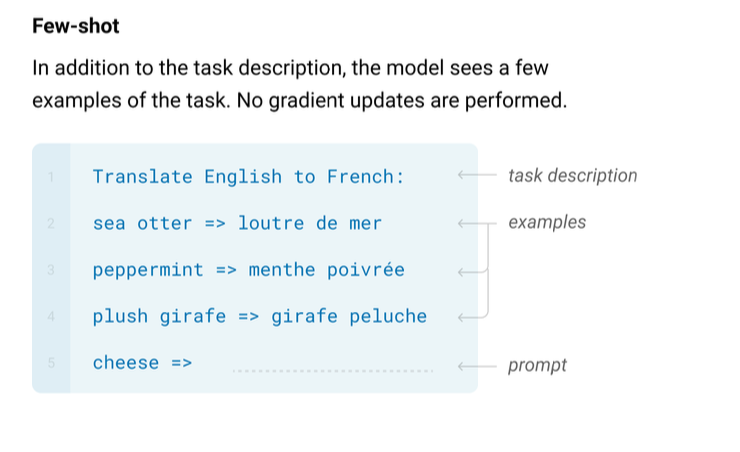 Few-shot
In addition to the task description, the model sees a few
examples of the task. No gradient updates are performed.
1 Translate English to French: task description
2 sea otter => loutre de mer examples
3 peppermint => menthe poivrée
4 plush girafe => girafe peluche
5 cheese => prompt